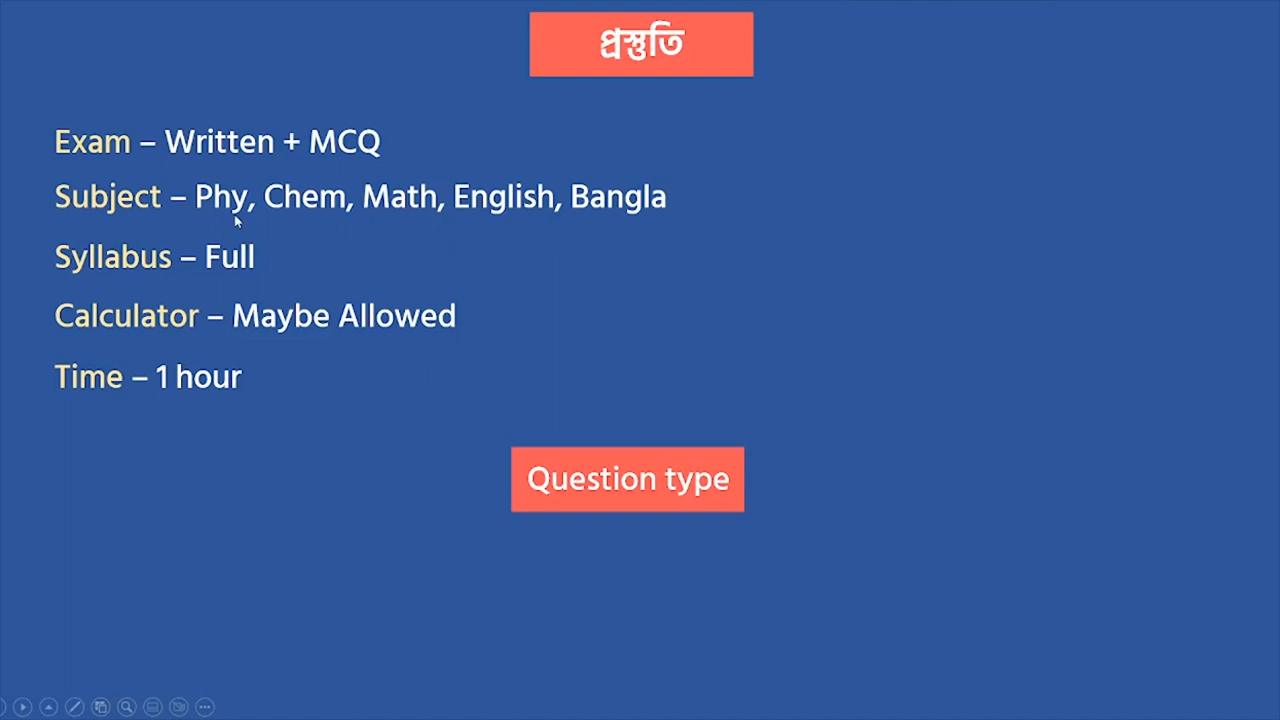 প্রস্তুতি
Exam – Written + MCQ
Subject – Phy, Chem, Math, English, Bangla
Syllabus – Full
Calculator – Maybe Allowed
Time – 1 hour
Question type